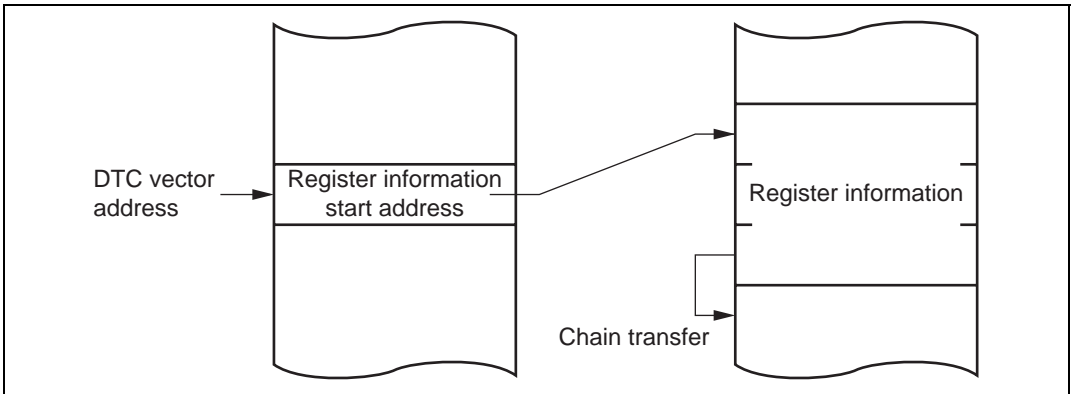 DTC vector
address
Register information
start address
Register information
Chain transfer